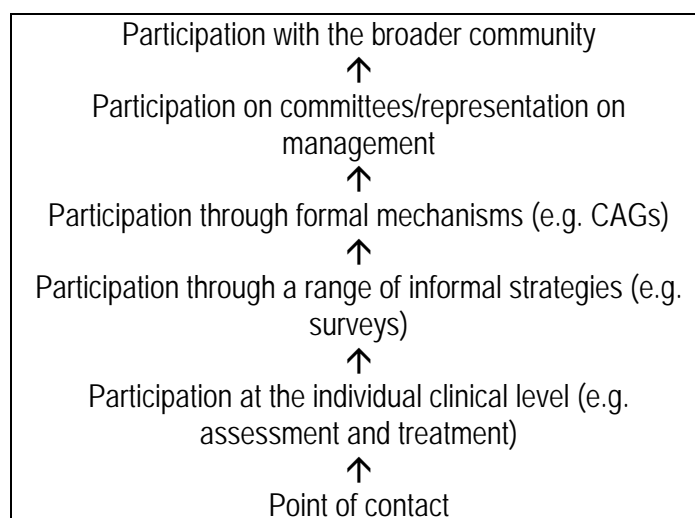 Participation with the broader community
↑
Participation on committees/representation on
management
↑
Participation through formal mechanisms (e.g. CAGs)
↑
Participation through a range of informal strategies (e.g.
surveys)
↑
Participation at the individual clinical level (e.g.
assessment and treatment)
↑
Point of contact